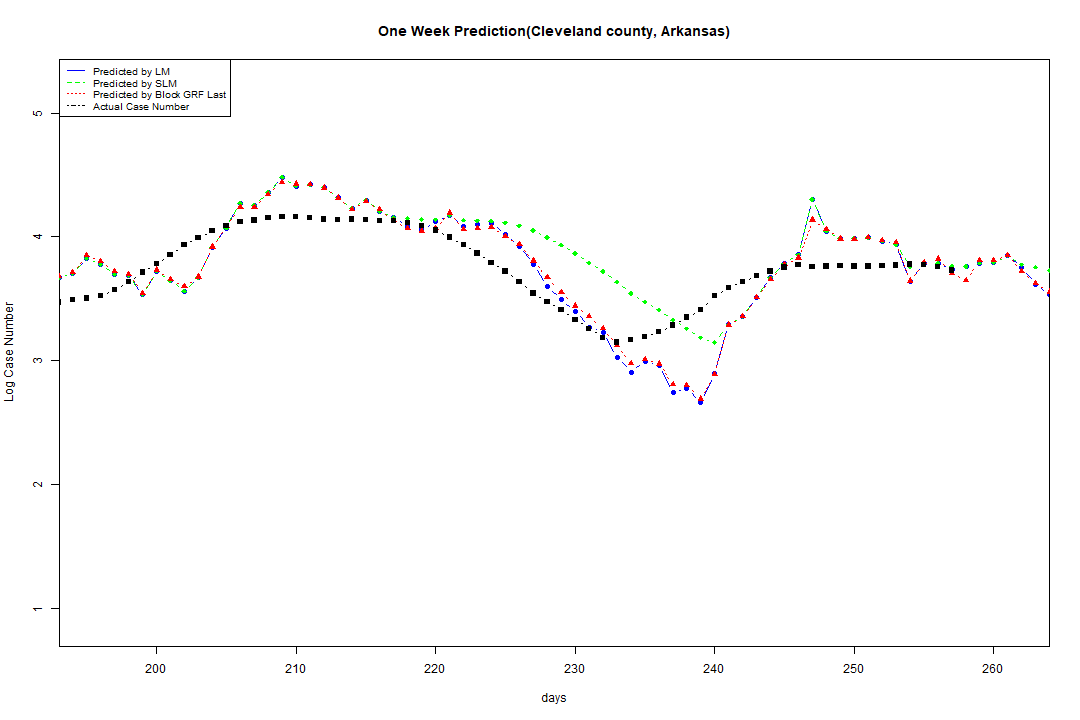 One Week Prediction(Cleveland county, Arkansas)
Predicted by LM
Predicted by SLM
Predicted by Block GRF Last
Actual Case Number
5
4
3
2
1
Log Case Number
200 210 220 230 240 250 260
days